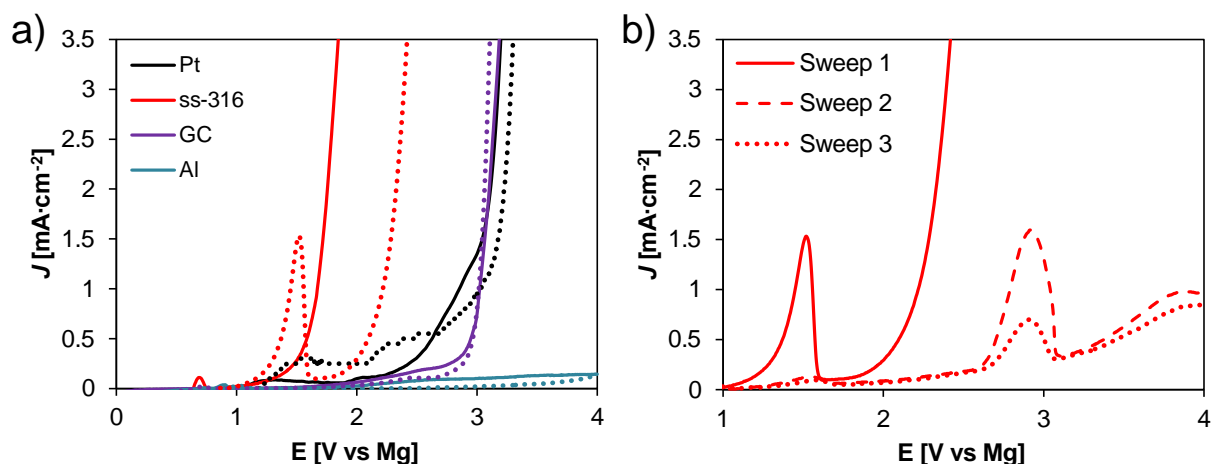 a)
3.5
3
2.5
2
1.5
1
0.5
0
J [mA·cm-2]
Pt
ss-316
GC
Al
0 1 2 3 4
E [V vs Mg]
b)
3.5
3
2.5
2
1.5
1
0.5
0
J [mA·cm-2]
Sweep 1
Sweep 2
Sweep 3
1 2 3 4
E [V vs Mg]